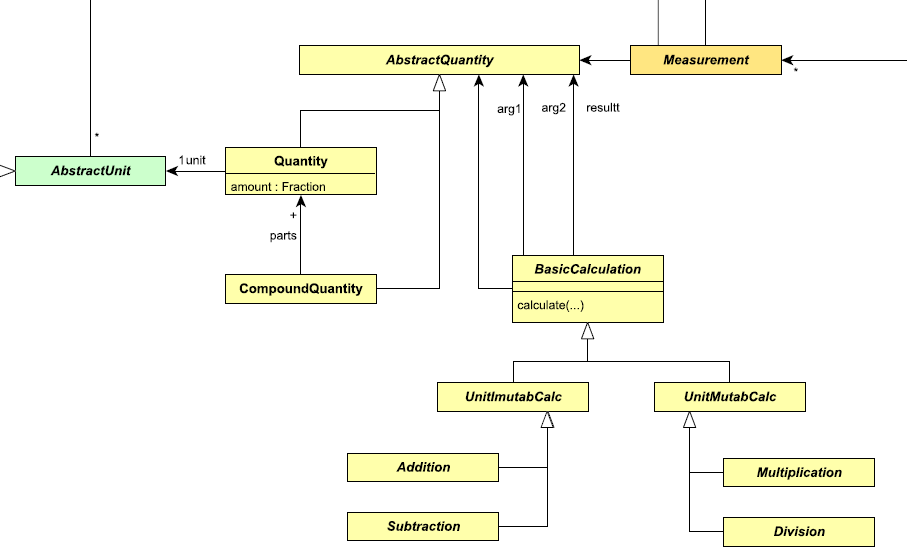 AbstractQuantity
Measurement
*
arg1
arg2
resultt
*
AbstractUnit
1unit
Quantity
amount : Fraction
+
parts
CompoundQuantity
BasicCalculation
calculate(...)
UnitImutabCalc
UnitMutabCalc
Addition
Multiplication
Subtraction
Division